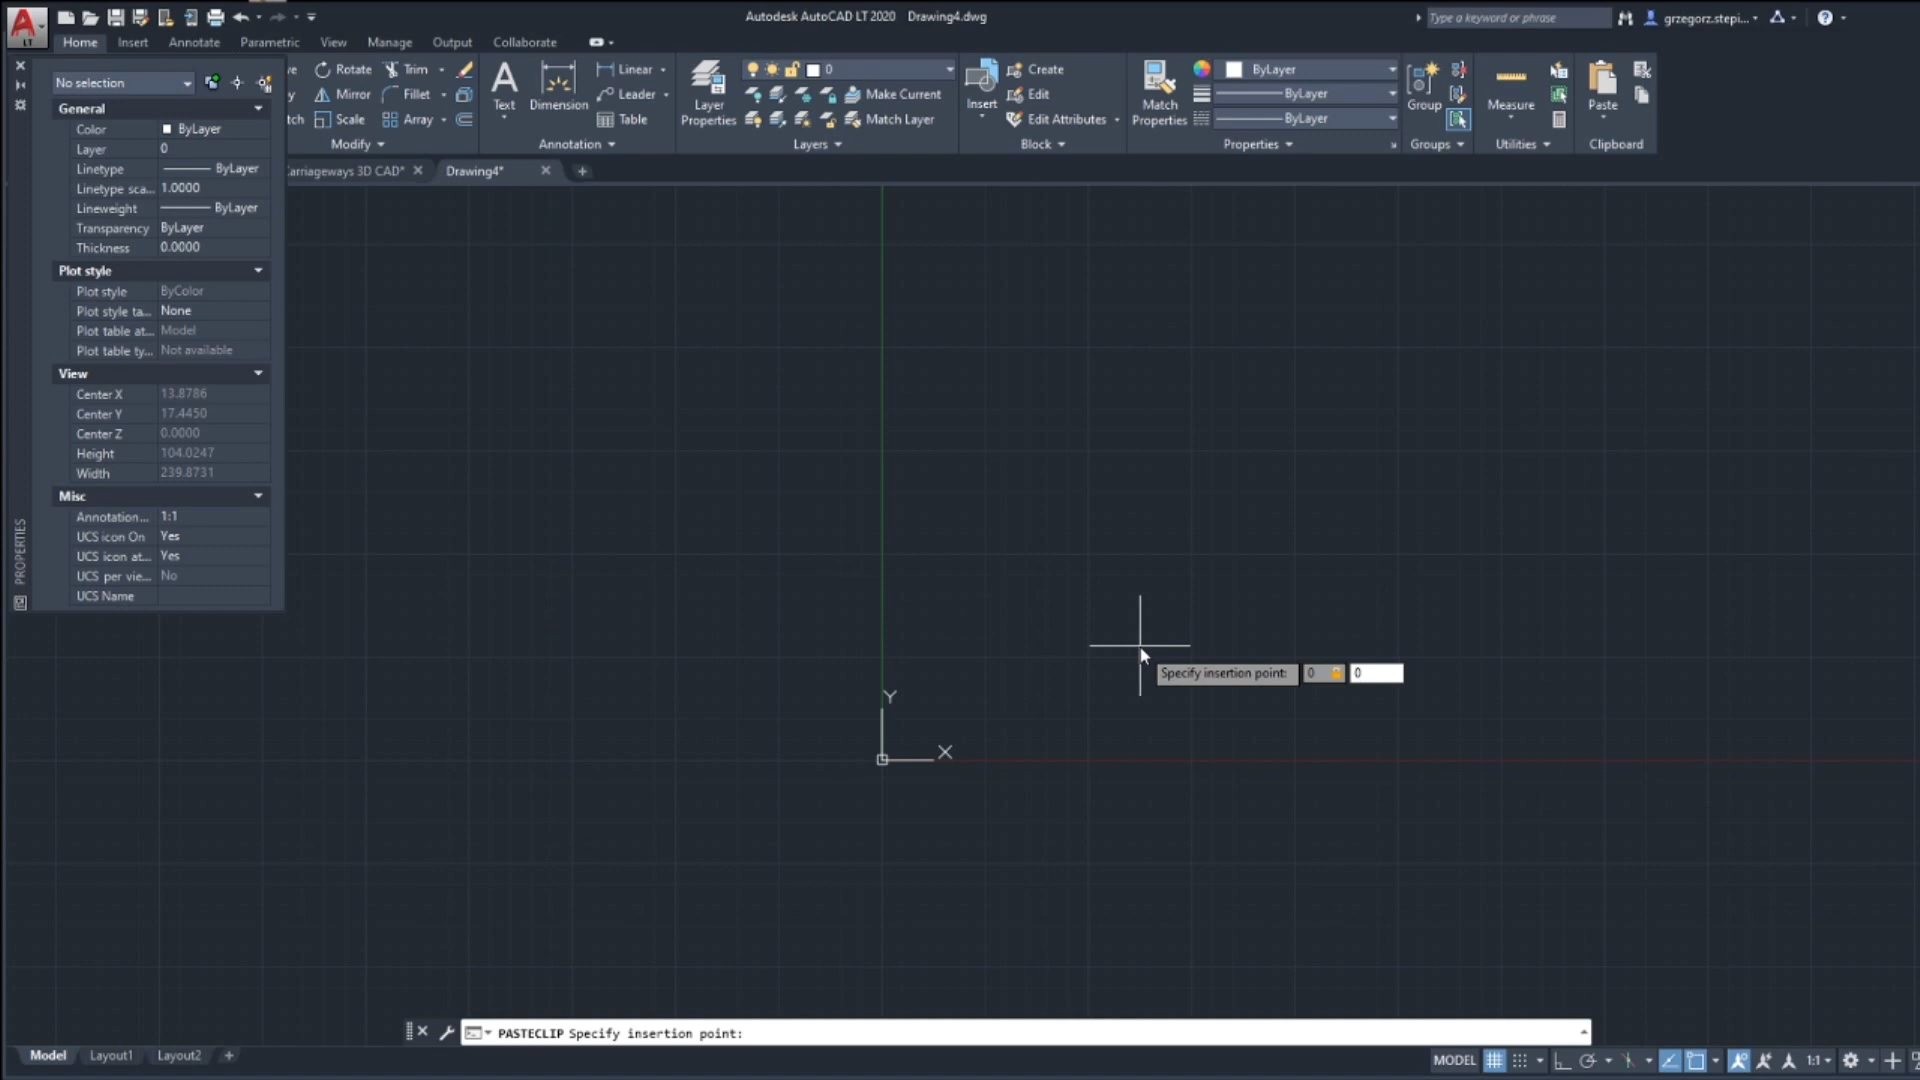 Autodesk AutoCAD LT 2020 Drawing4.dwg
Type a keyword or phrase
grzegorz.stepi...
LT
Home Insert Annotate Parametric View Manage Output Collaborate
No selection
General
Color ByLayer
Layer 0
Linetype ByLayer
Linetype sca... 1.0000
Lineweight ByLayer
Transparency ByLayer
Thickness 0.0000
Plot style
Plot style ByColor
Plot style ta... None
Plot table at... Model
Plot table ty... Not available
View
Center X 13.8786
Center Y 17.4450
Center Z 0.0000
Height 104.0247
Width 239.8731
Misc
Annotation... 1:1
UCS icon On Yes
UCS icon at... Yes
UCS per vie... No
UCS Name
PROPERTIES
Rotate Trim
Mirror Fillet
Scale Array
Modify
Text
Dimension
Linear
Leader
Table
Annotation
Layer Properties
0
Make Current
Match Layer
Layers
Insert
Create
Edit
Edit Attributes
Block
Match Properties
ByLayer
ByLayer
ByLayer
Properties
Group
Groups
Measure
Utilities
Paste
Clipboard
arriageways 3D CAD* Drawing4*
Y
X
Specify insertion point: 0 0
PASTECLIP Specify insertion point:
Model Layout1 Layout2
MODEL 1:1